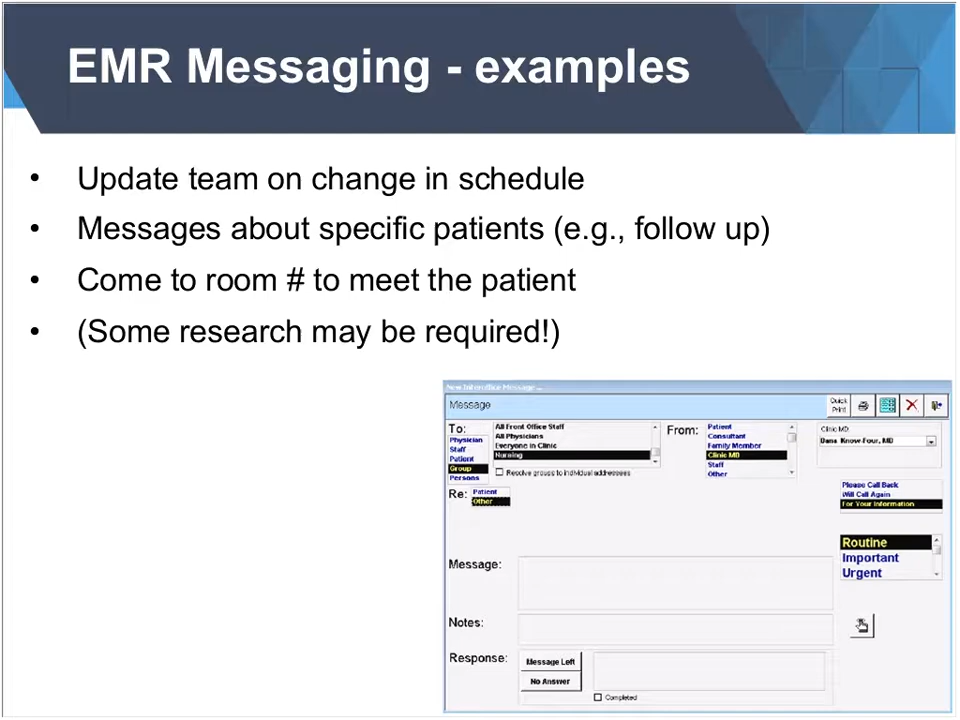 EMR Messaging - examples
• Update team on change in schedule
• Messages about specific patients (e.g., follow up)
• Come to room # to meet the patient
• (Some research may be required!)
New Interoffice Message ...
Message
Quick
Print
To:
Physician
Staff
Patient
Group
Persons
All Front Office Staff
All Physicians
Everyone in Clinic
Nursing
Resolve groups to individual addressees
From:
Patient
Consultant
Family Member
Clinic MD
Staff
Other
Clinic MD:
Dana Know-Four, MD
Re:
Patient
Other
Please Call Back
Will Call Again
For Your Information
Routine
Important
Urgent
Message:
Notes:
Response:
Message Left
No Answer
Completed